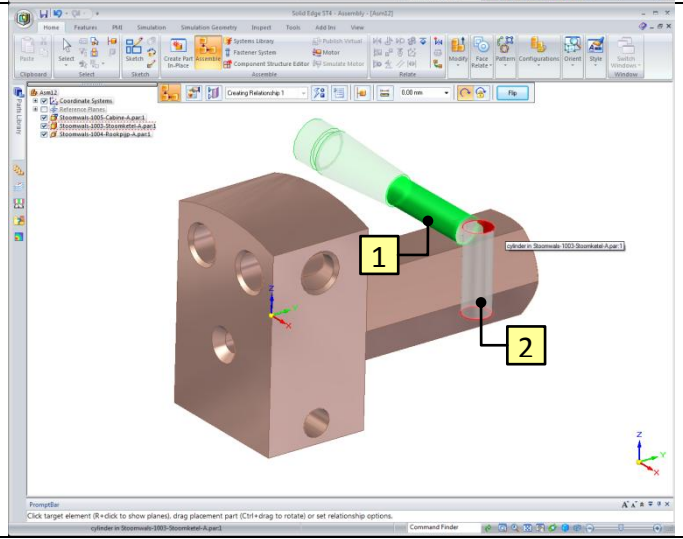 Solid Edge ST4 - Assembly - [Asm12]
Home Features PMI Simulation Simulation Geometry Inspect Tools Add Ins View
Paste
Select
Sketch
Create Part In-Place
Assemble
Systems Library
Fastener System
Component Structure Editor
Publish Virtual
Motor
Simulate Motor
Modify
Face Relate
Pattern
Configurations
Orient
Style
Switch Windows
Clipboard Select Sketch Assemble Relate Window
Parts Library
Asm12
Coordinate Systems
Reference Planes
Stoomwals-1005-Cabine-A.par:1
Stoomwals-1003-Stoomketel-A.par:1
Stoomwals-1004-Rookpijp-A.par:1
Creating Relationship 1
0,00 mm
Flip
1
cylinder in Stoomwals-1003-Stoomketel-A.par:1
2
Z
Y
X
Z
Y
X
PromptBar
Click target element (R+click to show planes), drag placement part (Ctrl+drag to rotate) or set relationship options.
cylinder in Stoomwals-1003-Stoomketel-A.par:1
Command Finder